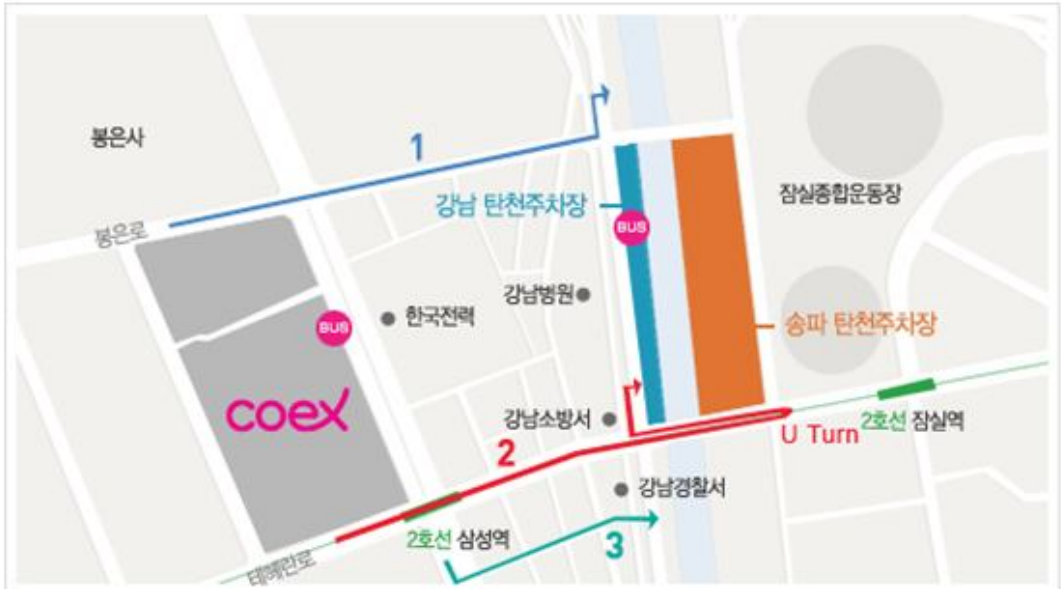 봉은사
1
강남 탄천주차장
잠실종합운동장
봉은로
BUS
강남병원
한국전력
BUS
송파 탄천주차장
coex
강남소방서
2호선 잠실역
U Turn
2
강남경찰서
2호선 삼성역
3
테헤란로